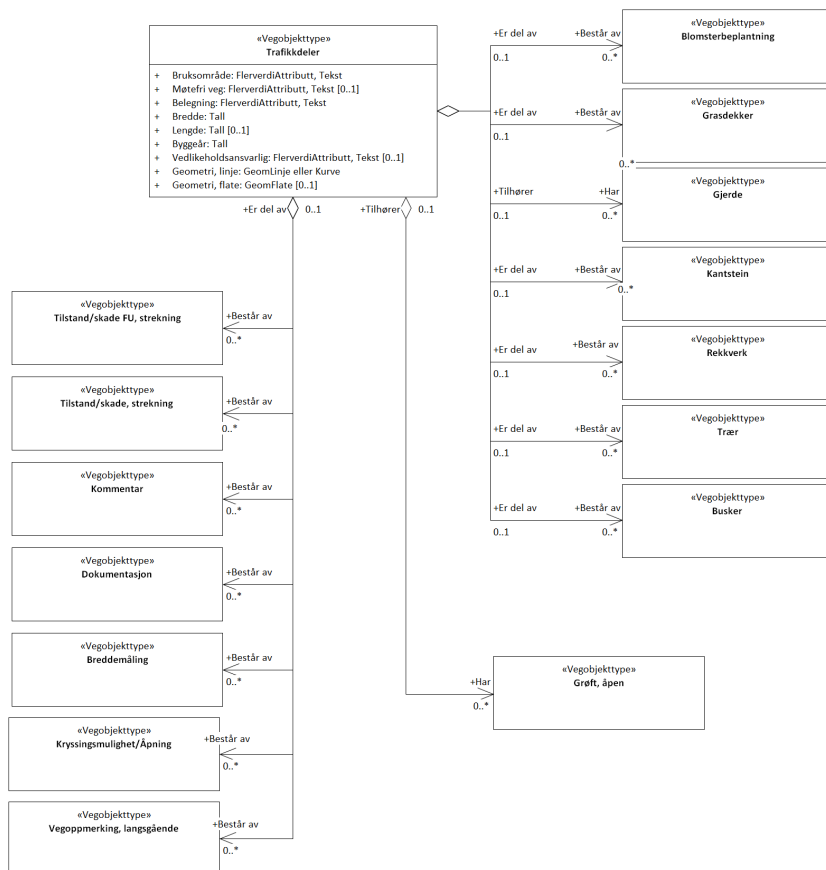 «Vegobjekttype»
Trafikkdeler
+ Bruksområde: FlerverdiAttributt, Tekst
+ Møtefri veg: FlerverdiAttributt, Tekst [0..1]
+ Belegning: FlerverdiAttributt, Tekst
+ Bredde: Tall
+ Lengde: Tall [0..1]
+ Byggeår: Tall
+ Vedlikeholdsansvarlig: FlerverdiAttributt, Tekst [0..1]
+ Geometri, linje: GeomLinje eller Kurve
+ Geometri, flate: GeomFlate [0..1]
+Er del av 0..1
+Tilhører 0..1
+Er del av +Består av
0..1 0..*
«Vegobjekttype»
Blomsterbeplantning
+Er del av +Består av
0..1
0..*
«Vegobjekttype»
Grasdekker
+Tilhører +Har
0..1 0..*
«Vegobjekttype»
Gjerde
+Er del av +Består av
0..1 0..*
«Vegobjekttype»
Kantstein
+Er del av +Består av
0..1 0..*
«Vegobjekttype»
Rekkverk
+Er del av +Består av
0..1 0..*
«Vegobjekttype»
Trær
+Er del av +Består av
0..1 0..*
«Vegobjekttype»
Busker
«Vegobjekttype»
Tilstand/skade FU, strekning
+Består av
0..*
«Vegobjekttype»
Tilstand/skade, strekning
+Består av
0..*
«Vegobjekttype»
Kommentar
+Består av
0..*
«Vegobjekttype»
Dokumentasjon
+Består av
0..*
«Vegobjekttype»
Breddemåling
+Består av
0..*
«Vegobjekttype»
Kryssingsmulighet/Åpning
+Består av
0..*
«Vegobjekttype»
Vegoppmerking, langsgående
+Består av
0..*
+Har
0..*
«Vegobjekttype»
Grøft, åpen